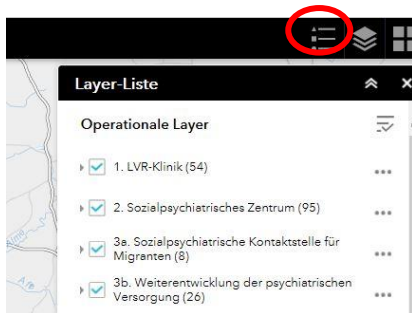 Layer-Liste
Operationale Layer
1. LVR-Klinik (54)
2. Sozialpsychiatrisches Zentrum (95)
3a. Sozialpsychiatrische Kontaktstelle für
Migranten (8)
3b. Weiterentwicklung der psychiatrischen
Versorgung (26)